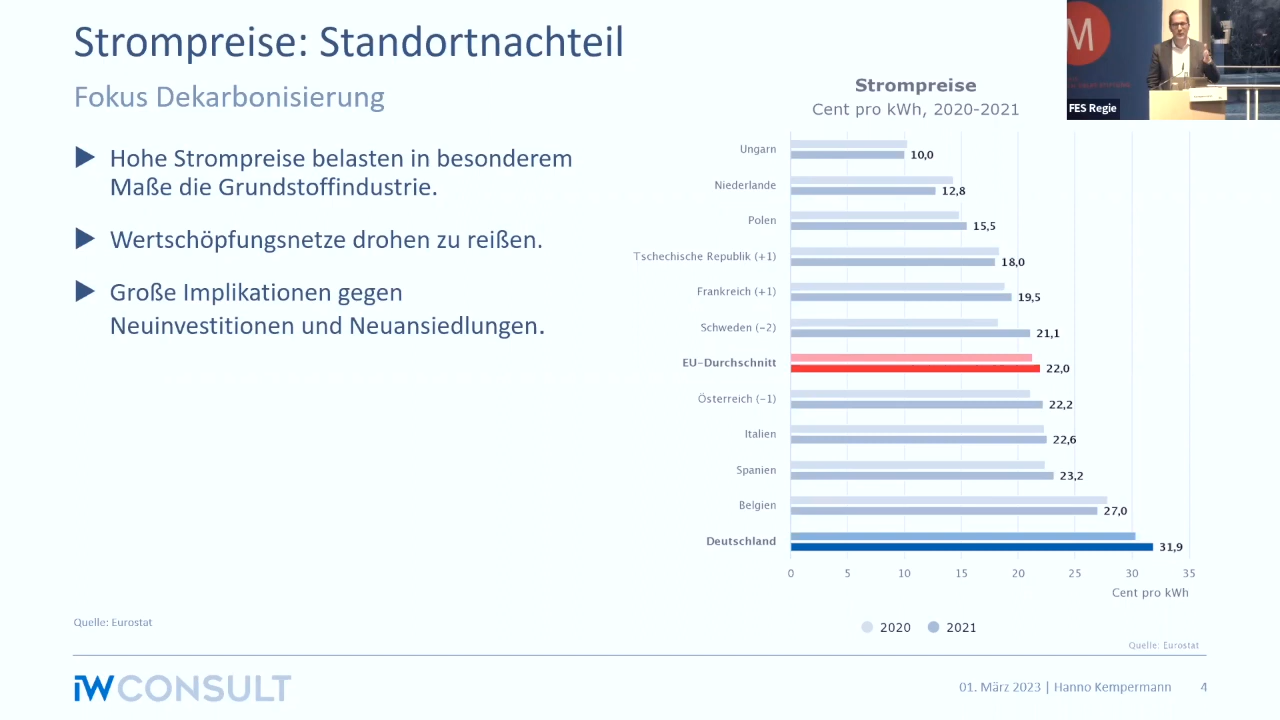 Strompreise: Standortnachteil
Fokus Dekarbonisierung
▶ Hohe Strompreise belasten in besonderem
Maße die Grundstoffindustrie.
▶ Wertschöpfungsnetze drohen zu reißen.
▶ Große Implikationen gegen
Neuinvestitionen und Neuansiedlungen.
Quelle: Eurostat
Strompreise
Cent pro kWh, 2020-2021
Ungarn 10,0
Niederlande 12,8
Polen 15,5
Tschechische Republik (+1) 18,0
Frankreich (+1) 19,5
Schweden (−2) 21,1
EU-Durchschnitt 22,0
Österreich (−1) 22,2
Italien 22,6
Spanien 23,2
Belgien 27,0
Deutschland 31,9
0 5 10 15 20 25 30 35
Cent pro kWh
2020 2021
Quelle: Eurostat
M
FES Regie
iW CONSULT
01. März 2023 | Hanno Kempermann 4